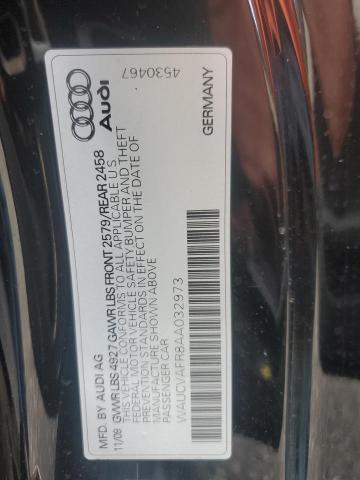 MFD. BY AUDI AG
11/09 GVWR LBS 4927 GAWR LBS FRONT 2579/REAR 2458
THIS VEHICLE CONFORMS TO ALL APPLICABLE U.S.
FEDERAL MOTOR VEHICLE SAFETY BUMPER AND THEFT
PREVENTION STANDARDS IN EFFECT ON THE DATE OF
MANUFACTURE SHOWN ABOVE
PASSENGER CAR
WAUCVAFR8AA032973
Audi
4530467
GERMANY